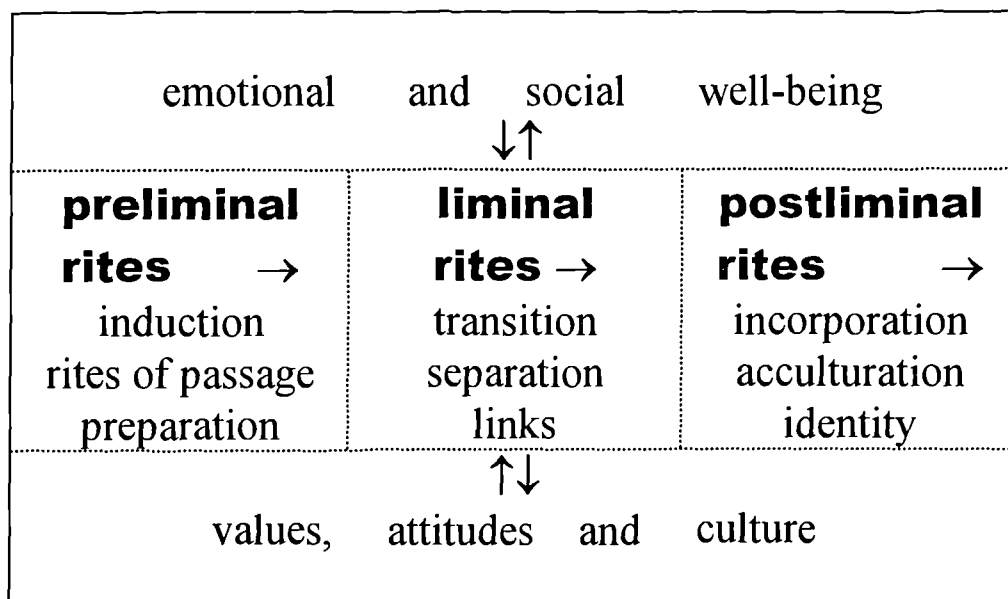 emotional and social well-being
↓↑
preliminal
rites →
induction
rites of passage
preparation
liminal
rites →
transition
separation
links
postliminal
rites →
incorporation
acculturation
identity
↑↓
values, attitudes and culture